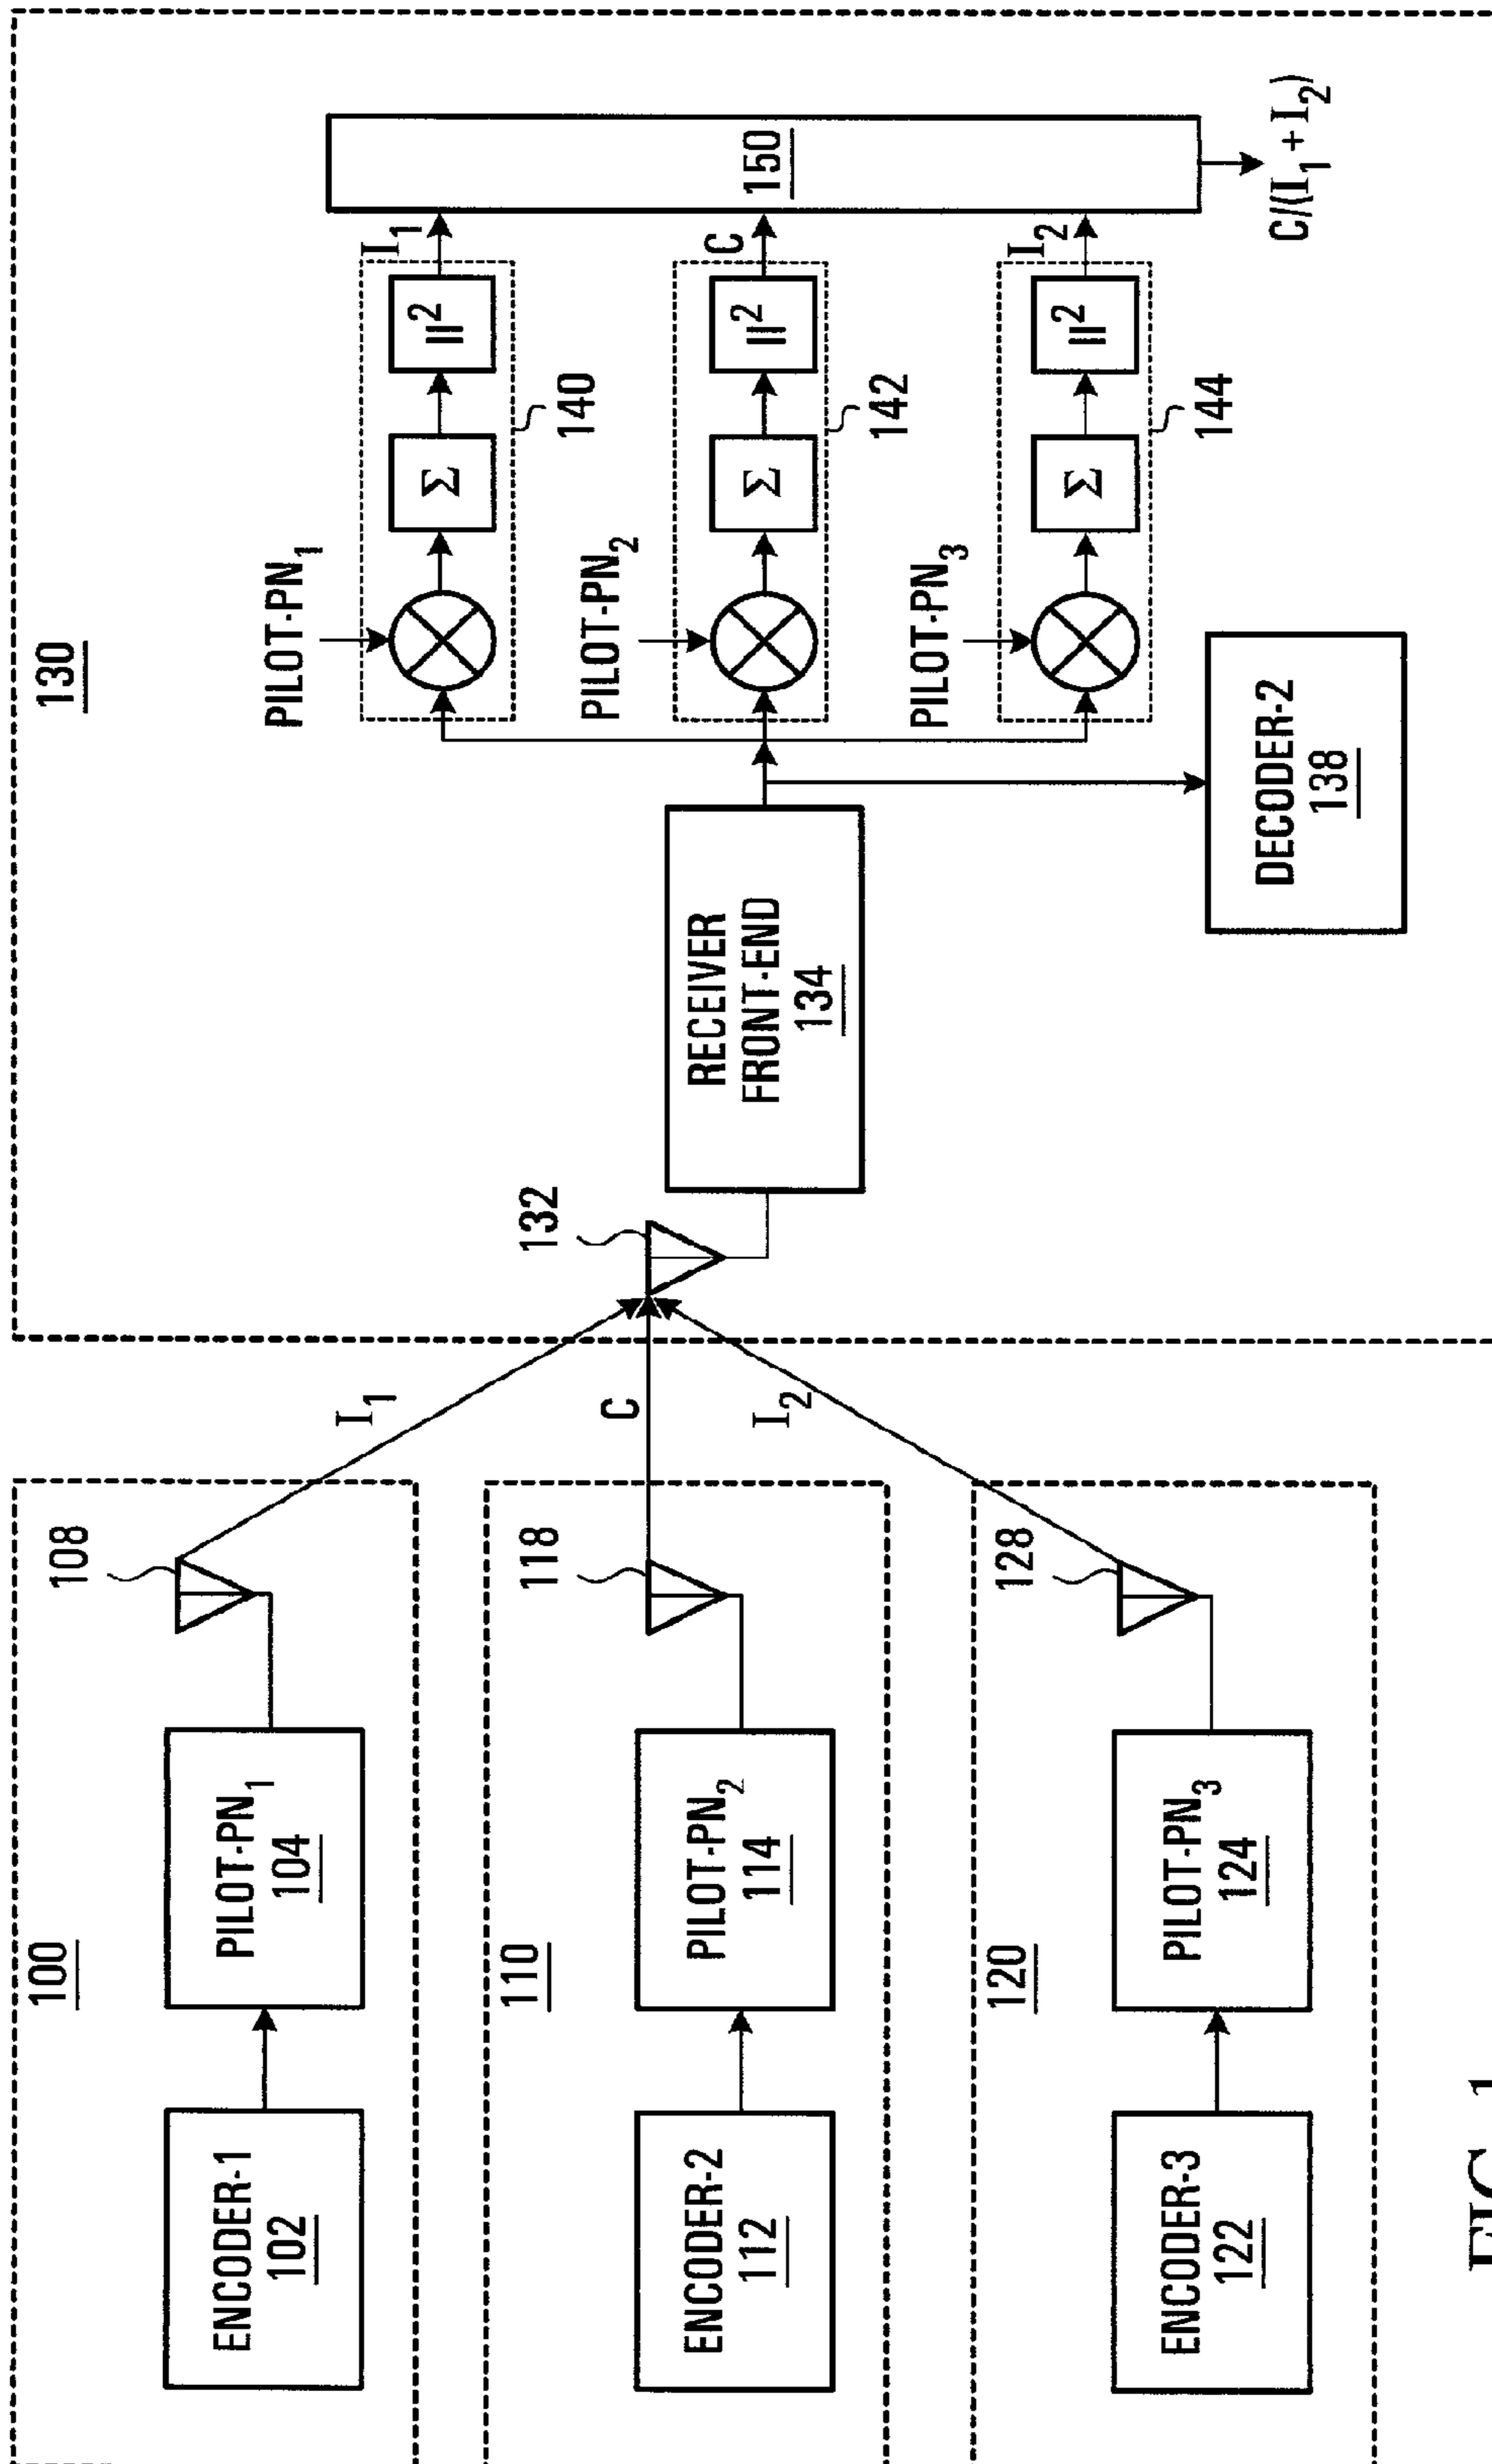 100
ENCODER-1
102
PILOT-PN1
104
108
110
ENCODER-2
112
PILOT-PN2
114
118
120
ENCODER-3
122
PILOT-PN3
124
128
I1
C
I2
130
132
RECEIVER
FRONT-END
134
DECODER-2
138
PILOT-PN1
Σ
||2
140
I1
PILOT-PN2
Σ
||2
142
C
PILOT-PN3
Σ
||2
144
I2
150
C/(I1 + I2)
FIG. 1